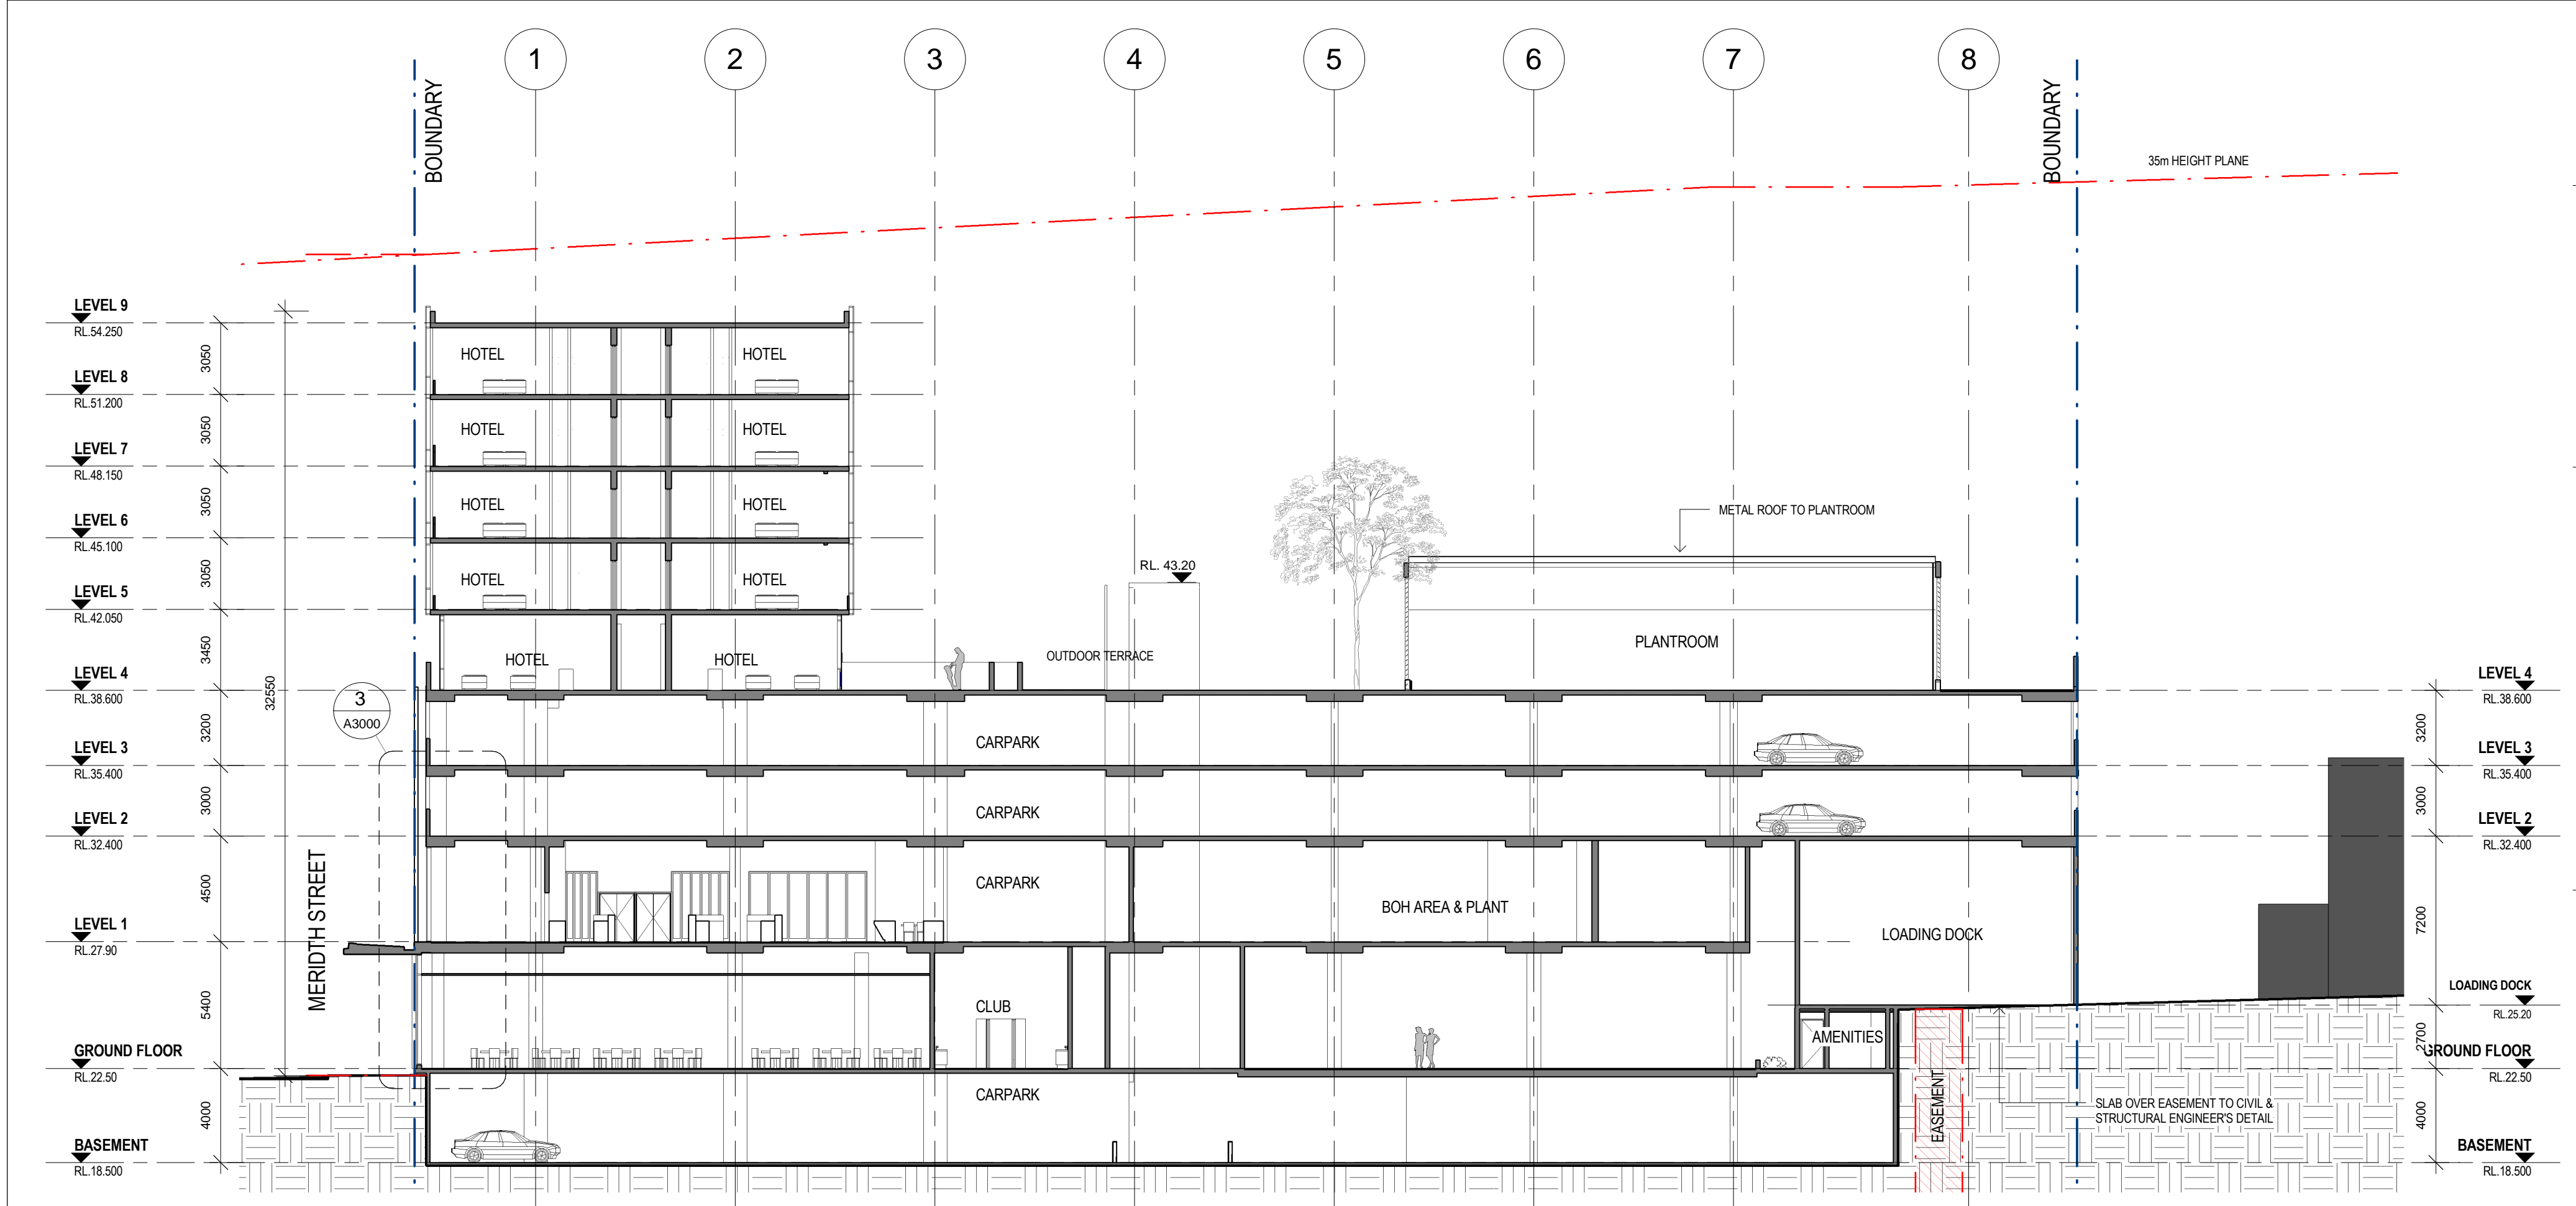 1
2
3
4
5
6
7
8
BOUNDARY
BOUNDARY
35m HEIGHT PLANE
LEVEL 9
RL.54.250
3050
HOTEL
HOTEL
LEVEL 8
RL.51.200
3050
HOTEL
HOTEL
LEVEL 7
RL.48.150
3050
HOTEL
HOTEL
METAL ROOF TO PLANTROOM
LEVEL 6
RL.45.100
3050
HOTEL
HOTEL
RL. 43.20
LEVEL 5
RL.42.050
3450
HOTEL
HOTEL
OUTDOOR TERRACE
PLANTROOM
32550
LEVEL 4
RL.38.600
LEVEL 4
RL.38.600
3
A3000
3200
CARPARK
3200
LEVEL 3
RL.35.400
LEVEL 3
RL.35.400
3000
CARPARK
3000
LEVEL 2
RL.32.400
LEVEL 2
RL.32.400
4500
CARPARK
BOH AREA & PLANT
LOADING DOCK
7200
MERIDTH STREET
LEVEL 1
RL.27.90
5400
CLUB
LOADING DOCK
RL.25.20
AMENITIES
2700
GROUND FLOOR
RL.22.50
GROUND FLOOR
RL.22.50
4000
CARPARK
EASEMENT
SLAB OVER EASEMENT TO CIVIL &
STRUCTURAL ENGINEER'S DETAIL
4000
BASEMENT
RL.18.500
BASEMENT
RL.18.500